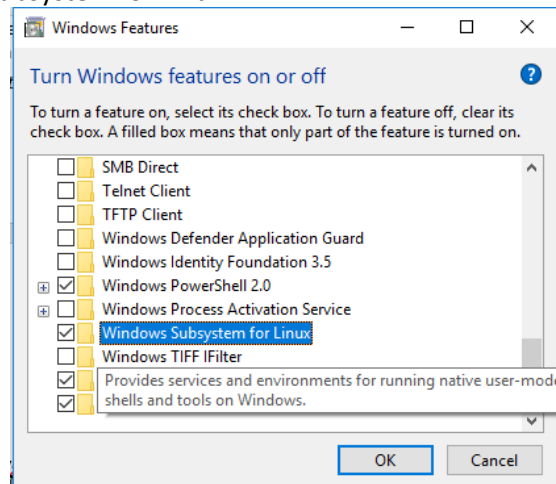 Windows Features
Turn Windows features on or off
To turn a feature on, select its check box. To turn a feature off, clear its
check box. A filled box means that only part of the feature is turned on.
SMB Direct
Telnet Client
TFTP Client
Windows Defender Application Guard
Windows Identity Foundation 3.5
Windows PowerShell 2.0
Windows Process Activation Service
Windows Subsystem for Linux
Windows TIFF IFilter
Provides services and environments for running native user-mode
shells and tools on Windows.
OK Cancel